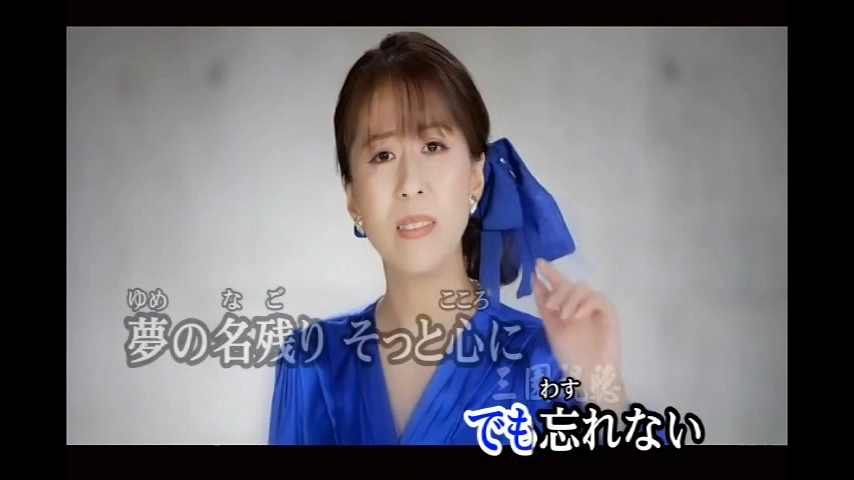 ゆめ なご こころ
夢の名残り そっと心に
わす
でも忘れない